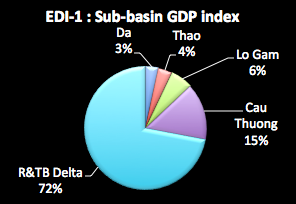 EDI-1 : Sub-basin GDP index
Da
3%
Thao
4%
Lo Gam
6%
Cau
Thuong
15%
R&TB Delta
72%